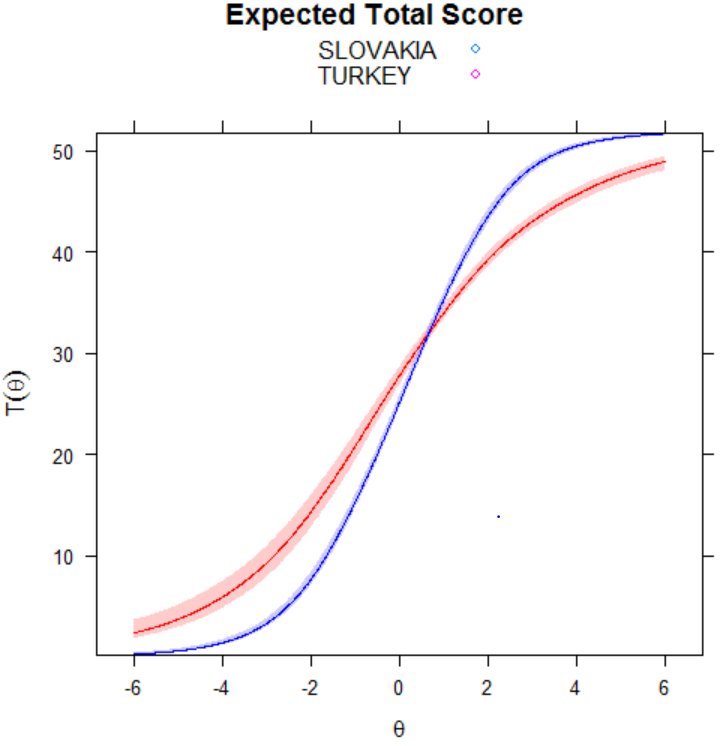 Expected Total Score
SLOVAKIA
TURKEY
50
40
30
20
10
T(θ)
-6 -4 -2 0 2 4 6
θ